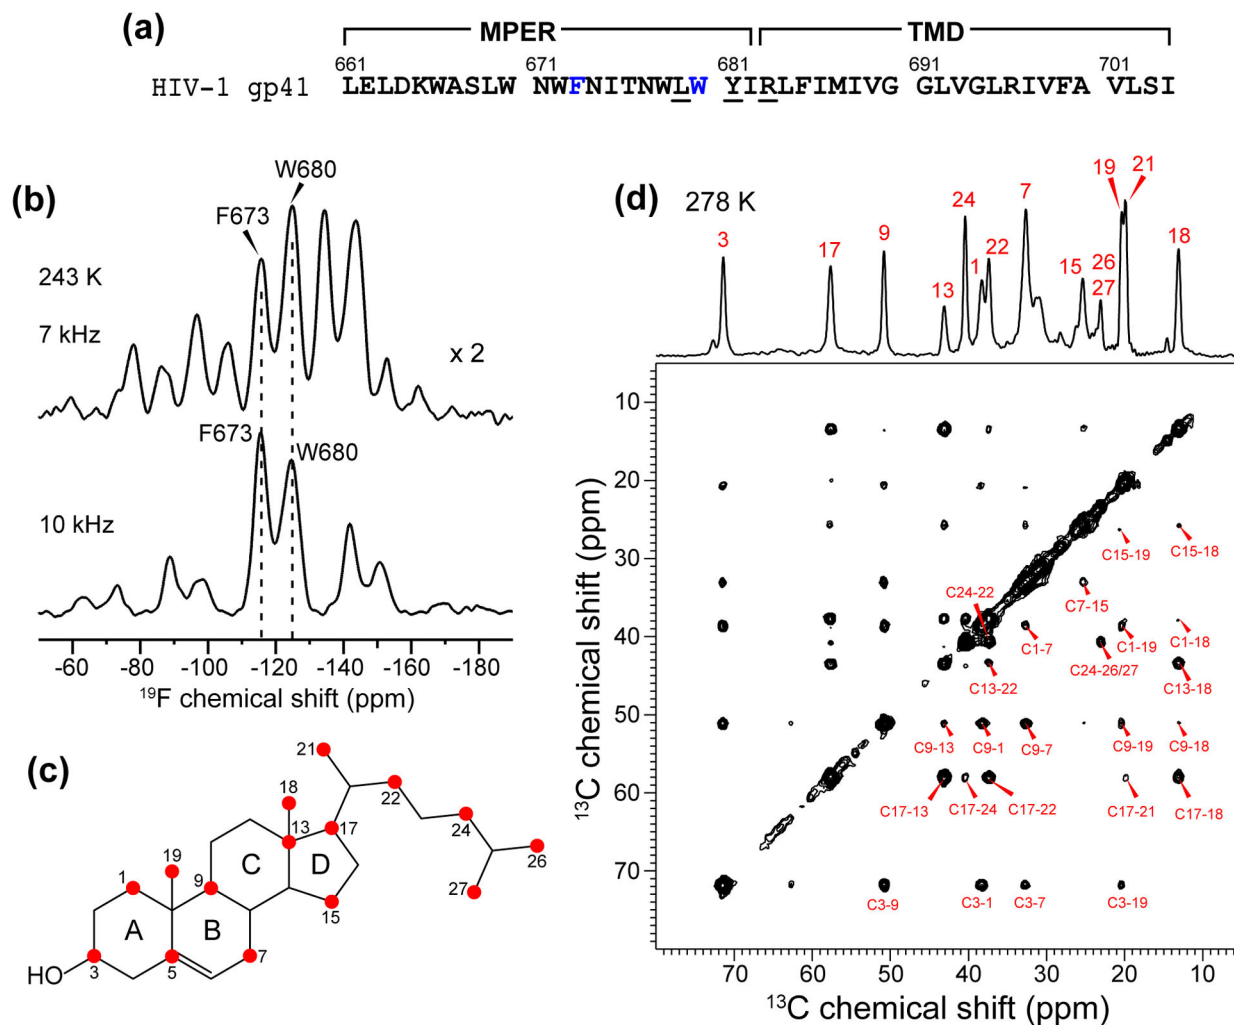 (a)
MPER TMD
661 671 681 691 701
HIV-1 gp41 LELDKWASLW NWFNITNWLW YIRLFIMIVG GLVGLRIVFA VLSI
(b)
W680
F673
243 K
7 kHz
x 2
F673
W680
10 kHz
-60 -80 -100 -120 -140 -160 -180
¹⁹F chemical shift (ppm)
(c)
21
18
22
13 17
24
19
C D
26
1
9
27
15
A B
HO
3
5
7
(d)
278 K
19 21
24 7
3
9
22
17
1
15 26
18
13
27
10
20
30
40
50
60
70
¹³C chemical shift (ppm)
C15-19
C15-18
C24-22
C7-15
C1-7
C1-19
C1-18
C24-26/27
C13-22
C13-18
C9-13
C9-1
C9-7
C9-19
C9-18
C17-13
C17-24
C17-22
C17-21
C17-18
C3-9
C3-1
C3-7
C3-19
70 60 50 40 30 20 10
¹³C chemical shift (ppm)